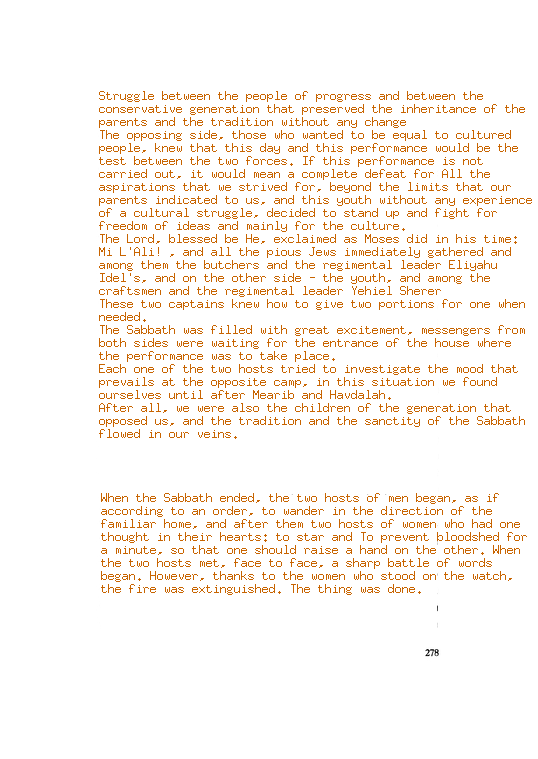 Struggle between the people of progress and between the
conservative generation that preserved the inheritance of the
parents and the tradition without any change
The opposing side, those who wanted to be equal to cultured
people, knew that this day and this performance would be the
test between the two forces. If this performance is not
carried out, it would mean a complete defeat for All the
aspirations that we strived for, beyond the limits that our
parents indicated to us, and this youth without any experience
of a cultural struggle, decided to stand up and fight for
freedom of ideas and mainly for the culture.
The Lord, blessed be He, exclaimed as Moses did in his time:
Mi L'Ali! , and all the pious Jews immediately gathered and
among them the butchers and the regimental leader Eliyahu
Idel's, and on the other side - the youth, and among the
craftsmen and the regimental leader Yehiel Sherer
These two captains knew how to give two portions for one when
needed.
The Sabbath was filled with great excitement, messengers from
both sides were waiting for the entrance of the house where
the performance was to take place.
Each one of the two hosts tried to investigate the mood that
prevails at the opposite camp, in this situation we found
ourselves until after Mearib and Havdalah.
After all, we were also the children of the generation that
opposed us, and the tradition and the sanctity of the Sabbath
flowed in our veins.
When the Sabbath ended, the two hosts of men began, as if
according to an order, to wander in the direction of the
familiar home, and after them two hosts of women who had one
thought in their hearts: to star and To prevent bloodshed for
a minute, so that one should raise a hand on the other. When
the two hosts met, face to face, a sharp battle of words
began. However, thanks to the women who stood on the watch,
the fire was extinguished. The thing was done.
278